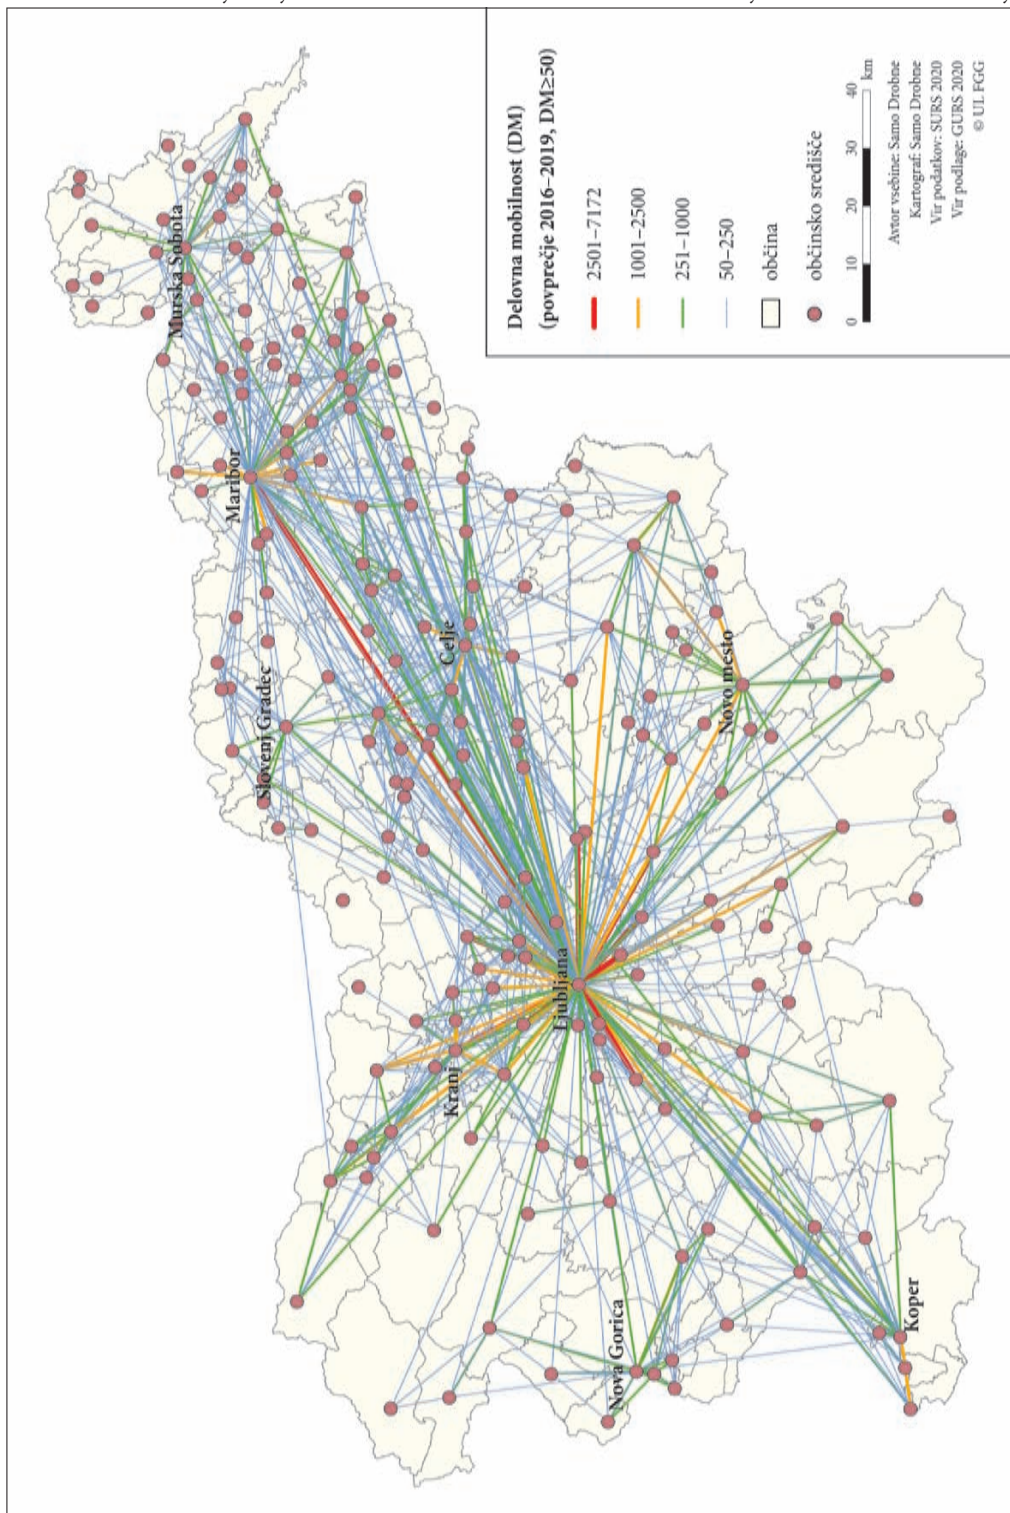 Murska Sobota
Maribor
Slovenj Gradec
Celje
Novo mesto
Ljubljana
Kranj
Nova Gorica
Koper
Delovna mobilnost (DM)
(povprečje 2016–2019, DM≥50)
2501–7172
1001–2500
251–1000
50–250
občina
občinsko središče
0 10 20 30 40
km
Avtor vsebine: Samo Drobne
Kartograf: Samo Drobne
Vir podatkov: SURS 2020
Vir podlage: GURS 2020
© UL FGG